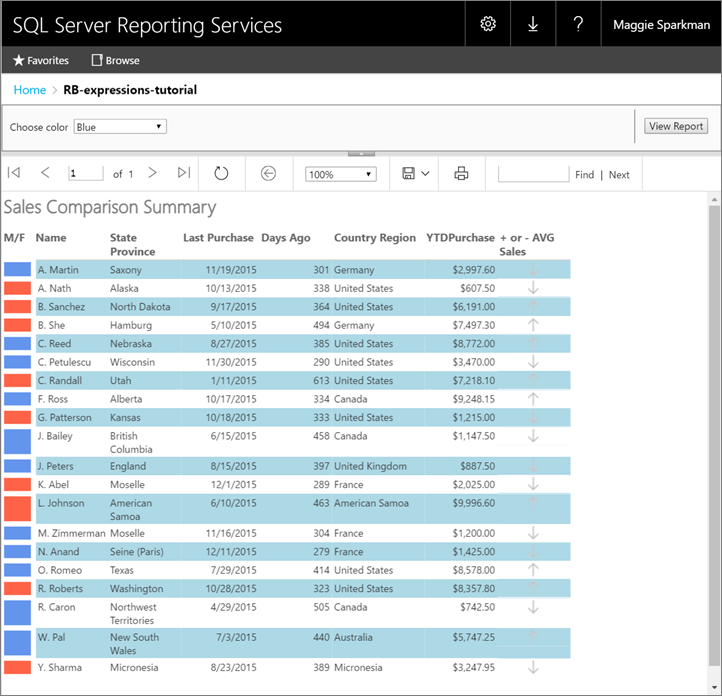 SQL Server Reporting Services ? Maggie Sparkman
Favorites Browse
Home > RB-expressions-tutorial
Choose color Blue View Report
1 of 1 100% Find | Next
Sales Comparison Summary
M/F Name State Last Purchase Days Ago Country Region YTDPurchase + or - AVG
Province Sales
A. Martin Saxony 11/19/2015 301 Germany $2,997.60
A. Nath Alaska 10/13/2015 338 United States $607.50
B. Sanchez North Dakota 9/17/2015 364 United States $6,191.00
B. She Hamburg 5/10/2015 494 Germany $7,497.30
C. Reed Nebraska 8/27/2015 385 United States $8,772.00
C. Petulescu Wisconsin 11/30/2015 290 United States $3,470.00
C. Randall Utah 1/11/2015 613 United States $7,218.10
F. Ross Alberta 10/17/2015 334 Canada $9,248.15
G. Patterson Kansas 10/18/2015 333 United States $1,215.00
J. Bailey British 6/15/2015 458 Canada $1,147.50
Columbia
J. Peters England 8/15/2015 397 United Kingdom $887.50
K. Abel Moselle 12/1/2015 289 France $2,025.00
L. Johnson American 6/10/2015 463 American Samoa $9,996.60
Samoa
M. Zimmerman Moselle 11/16/2015 304 France $1,200.00
N. Anand Seine (Paris) 12/11/2015 279 France $1,425.00
O. Romeo Texas 7/29/2015 414 United States $8,578.00
R. Roberts Washington 10/28/2015 323 United States $8,357.80
R. Caron Northwest 4/29/2015 505 Canada $742.50
Territories
W. Pal New South 7/3/2015 440 Australia $5,747.25
Wales
Y. Sharma Micronesia 8/23/2015 389 Micronesia $3,247.95